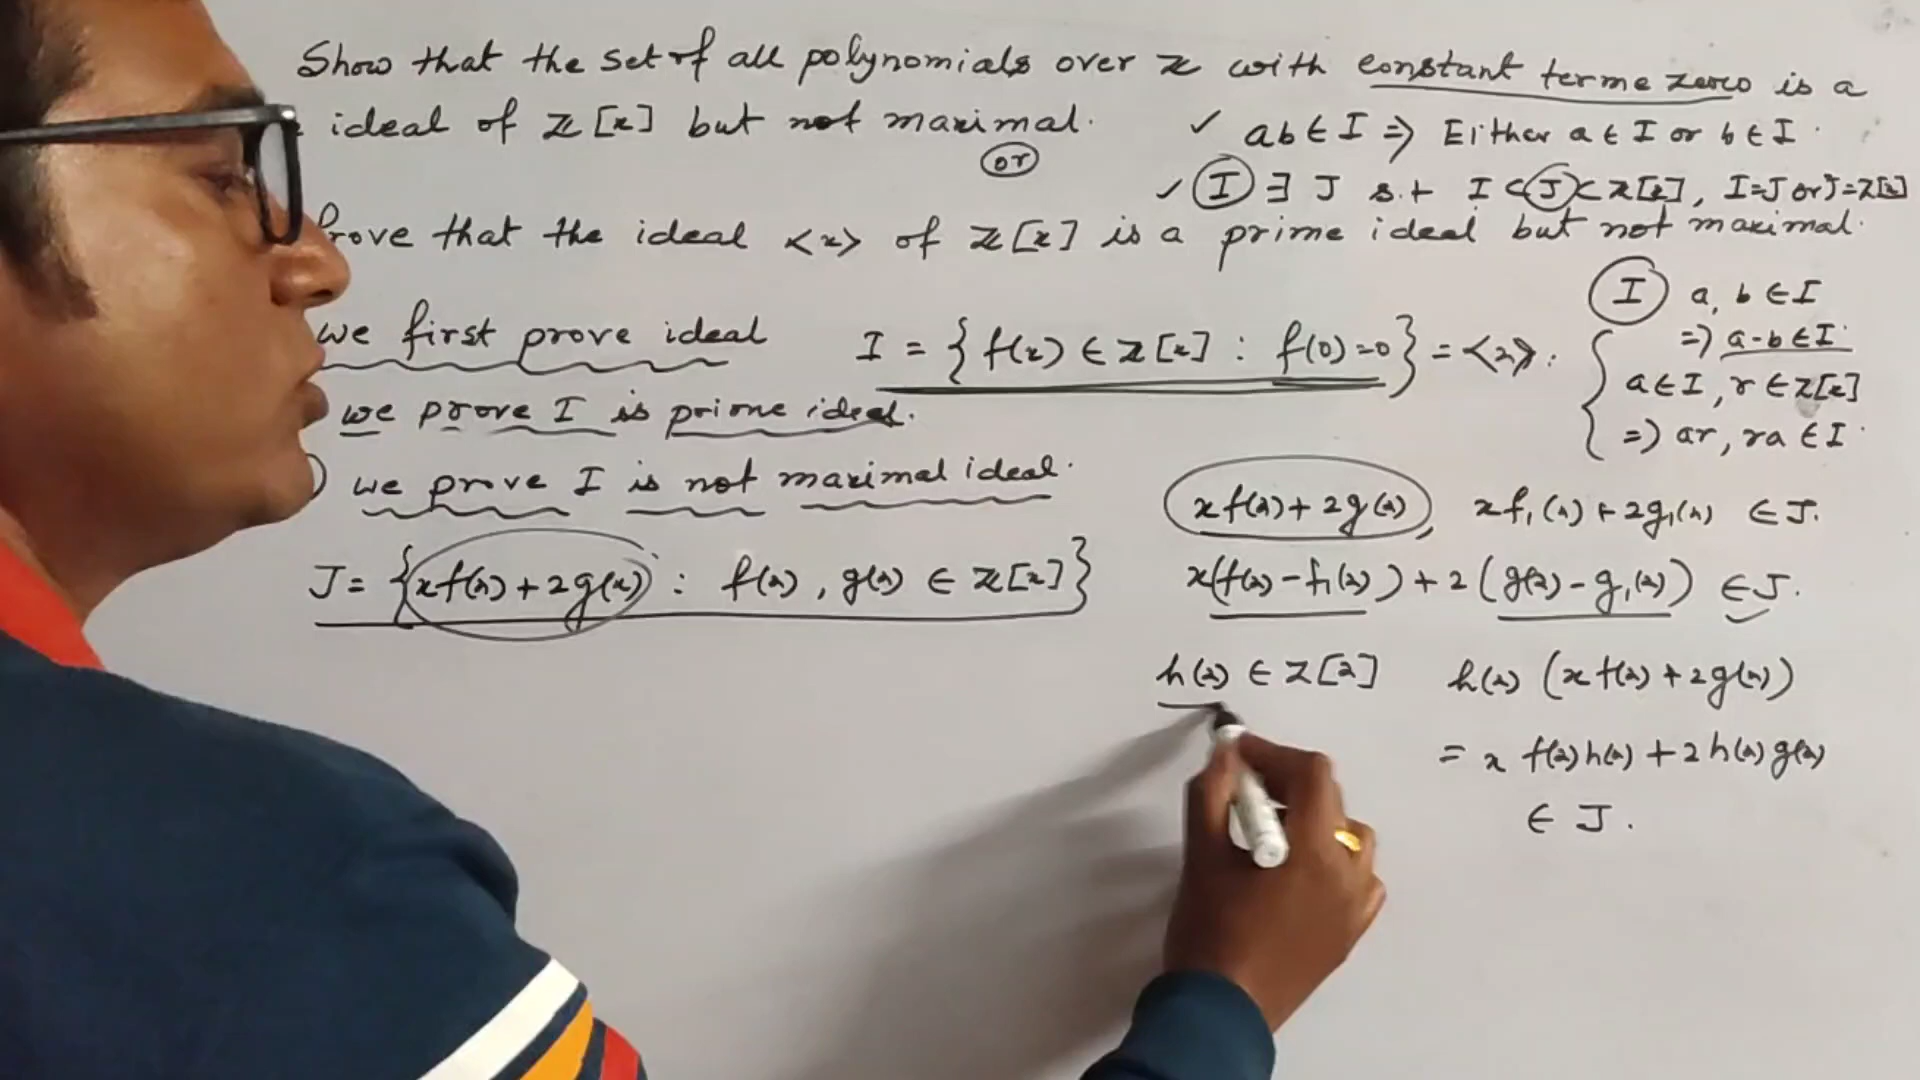 Show that the set of all polynomials over Z with constant terme zero is a
ideal of Z[x] but not maximal.
✓ ab ∈ I ⇒ Either a ∈ I or b ∈ I.
or
✓ I ∃ J s.t I ⊂ J ⊂ Z[x], I=J or J=Z[x]
Prove that the ideal <x> of Z[x] is a prime ideal but not maximal.
we first prove ideal
I = {f(x) ∈ Z[x] : f(0)=0} = <x>.
I a, b ∈ I
⇒ a-b ∈ I.
a ∈ I, r ∈ Z[x]
⇒ ar, ra ∈ I.
we prove I is prime ideal.
) we prove I is not maximal ideal.
J = {xf(x)+2g(x) : f(x), g(x) ∈ Z[x]}
xf(x)+2g(x), xf₁(x)+2g₁(x) ∈ J.
x(f(x)-f₁(x))+2(g(x)-g₁(x)) ∈ J.
h(x) ∈ Z[x] h(x) (xf(x)+2g(x))
= x f(x)h(x)+2h(x)g(x)
∈ J.